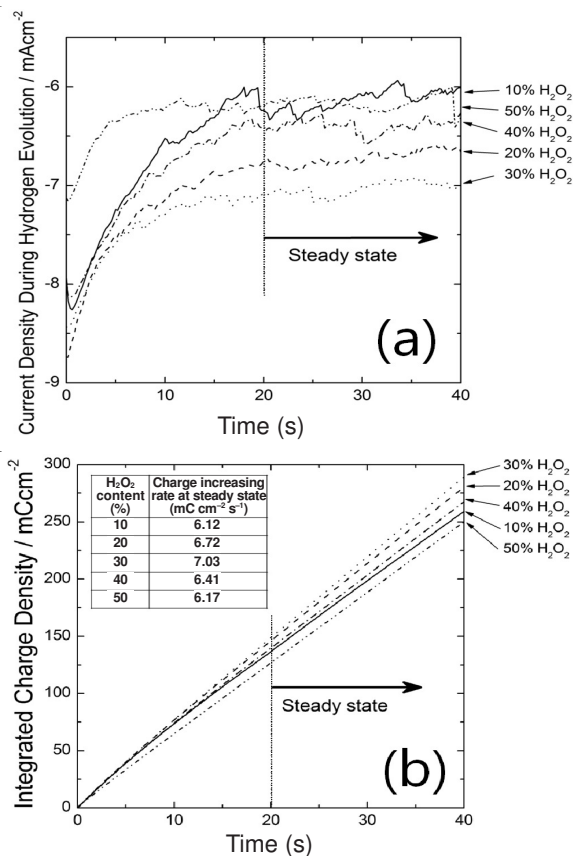 Current Density During Hydrogen Evolution / mAcm⁻²
-6
-7
-8
-9
0
10
20
30
40
Time (s)
Steady state
(a)
10% H₂O₂
50% H₂O₂
40% H₂O₂
20% H₂O₂
30% H₂O₂
Integrated Charge Density / mCcm⁻²
300
250
200
150
100
50
0
0
10
20
30
40
Time (s)
H₂O₂ content (%) Charge increasing rate at steady state (mC cm⁻² s⁻¹)
10 6.12
20 6.72
30 7.03
40 6.41
50 6.17
Steady state
(b)
30% H₂O₂
20% H₂O₂
40% H₂O₂
10% H₂O₂
50% H₂O₂